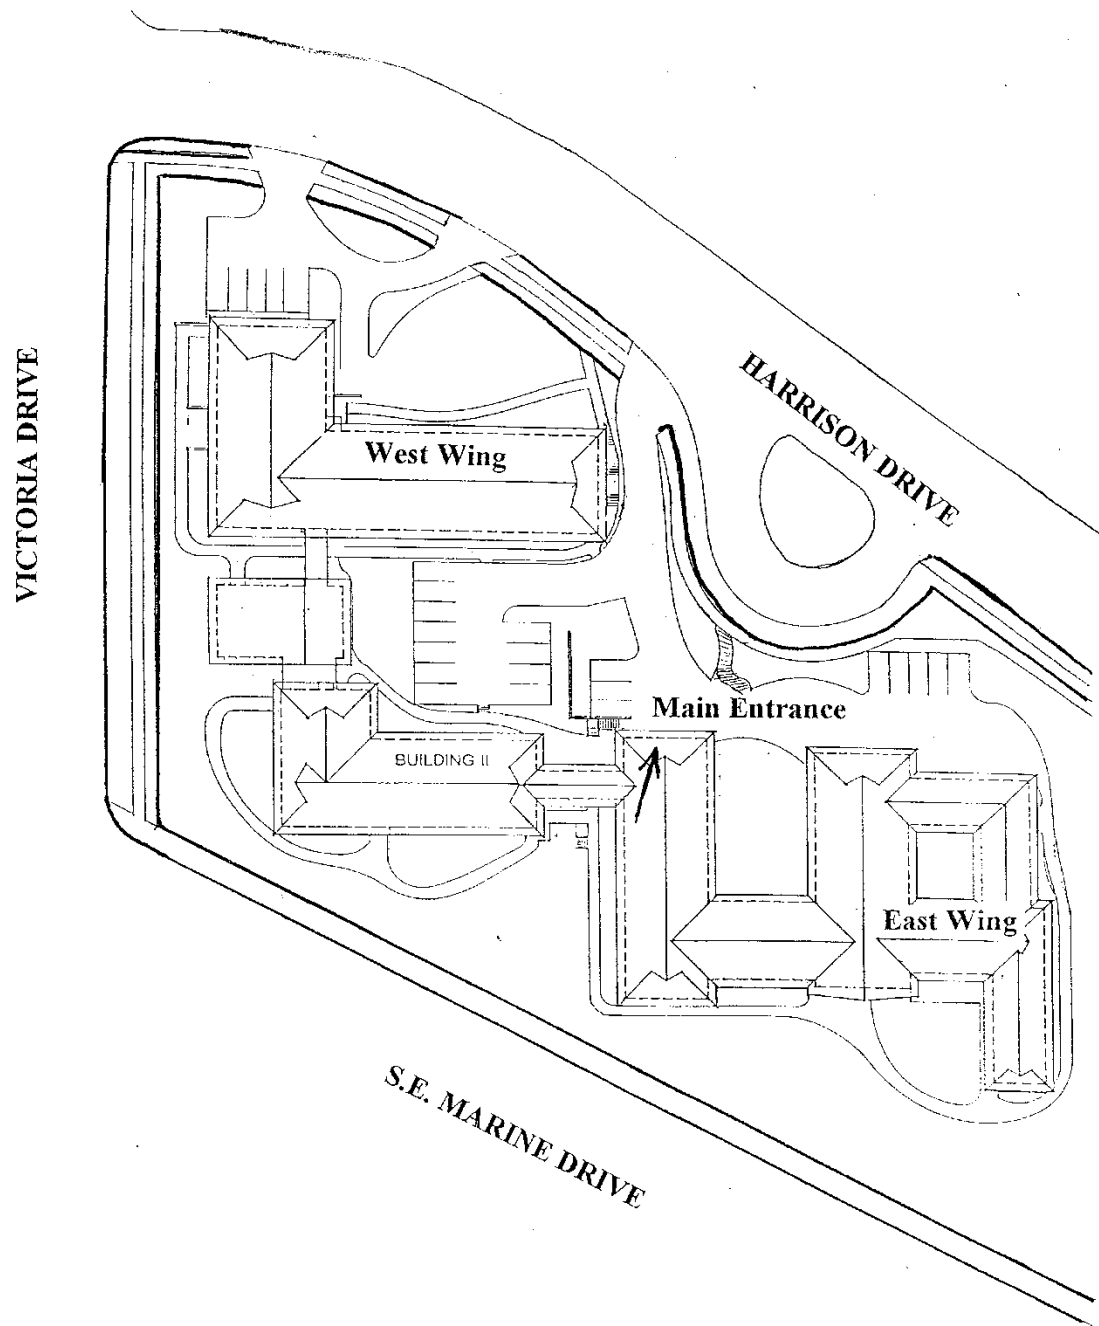 HARRISON DRIVE
VICTORIA DRIVE
West Wing
Main Entrance
BUILDING II
East Wing
S.E. MARINE DRIVE